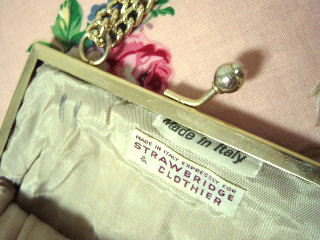 Made in Italy
MADE IN ITALY EXPRESSLY FOR
STRAWBRIDGE
& CLOTHIER